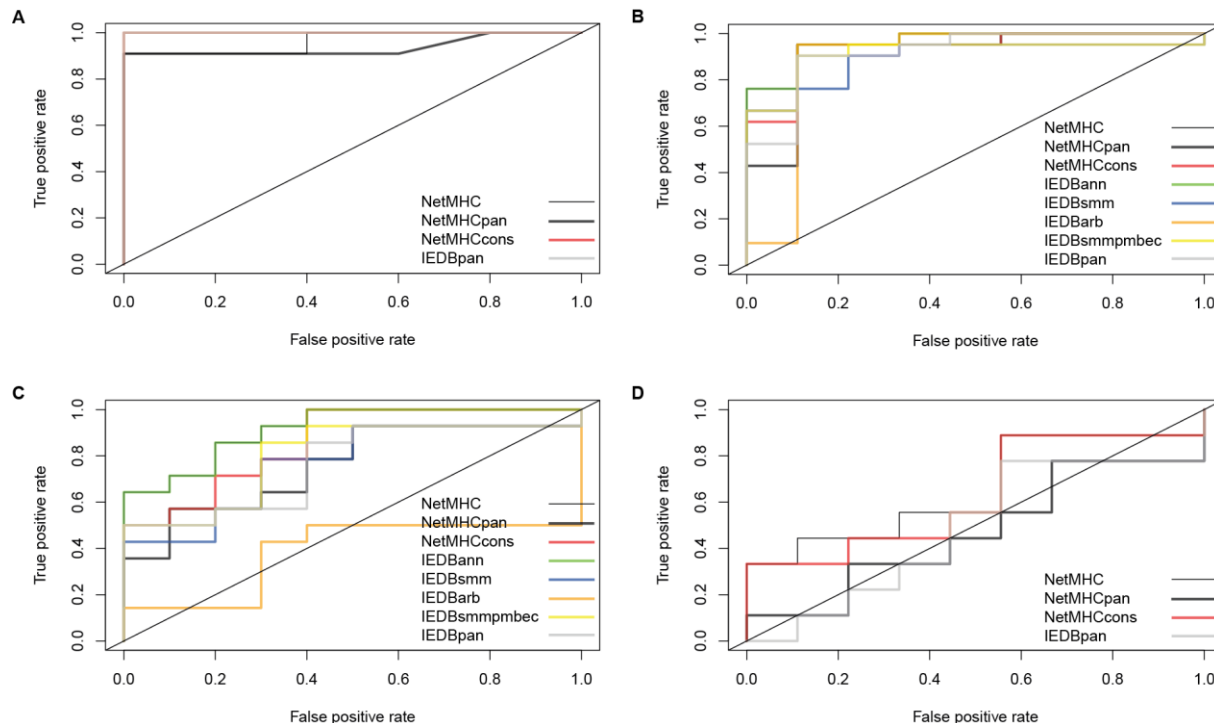 A
True positive rate
1.0
0.8
0.6
0.4
0.2
0.0
NetMHC
NetMHCpan
NetMHCcons
IEDBpan
0.0 0.2 0.4 0.6 0.8 1.0
False positive rate
B
True positive rate
1.0
0.8
0.6
0.4
0.2
0.0
NetMHC
NetMHCpan
NetMHCcons
IEDBann
IEDBsmm
IEDBarb
IEDBsmmpmbec
IEDBpan
0.0 0.2 0.4 0.6 0.8 1.0
False positive rate
C
True positive rate
1.0
0.8
0.6
0.4
0.2
0.0
NetMHC
NetMHCpan
NetMHCcons
IEDBann
IEDBsmm
IEDBarb
IEDBsmmpmbec
IEDBpan
0.0 0.2 0.4 0.6 0.8 1.0
False positive rate
D
True positive rate
1.0
0.8
0.6
0.4
0.2
0.0
NetMHC
NetMHCpan
NetMHCcons
IEDBpan
0.0 0.2 0.4 0.6 0.8 1.0
False positive rate